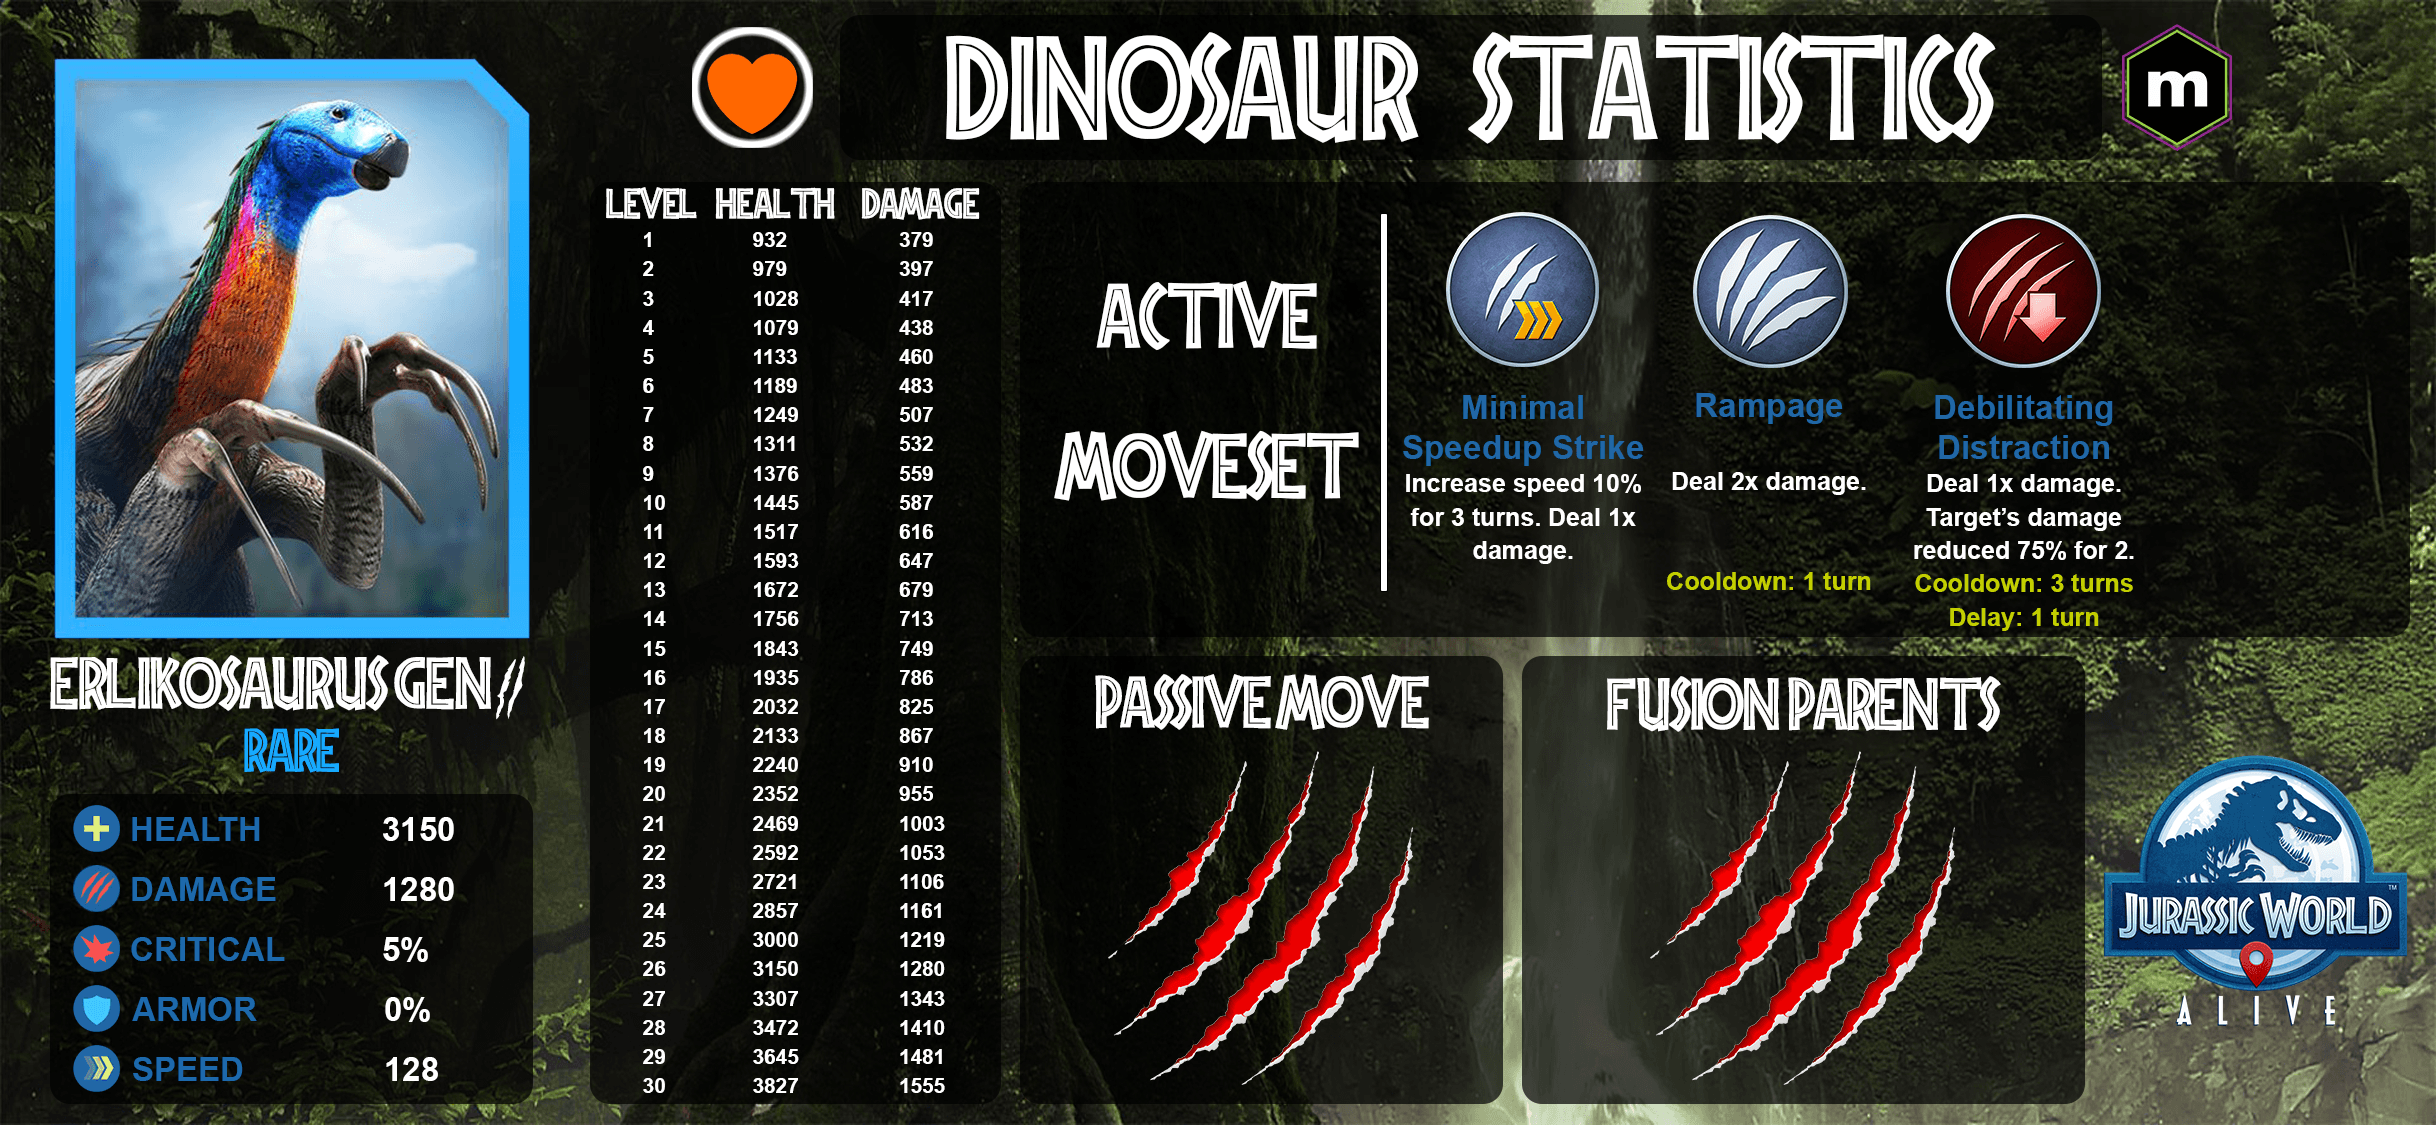 DINOSAUR STATISTICS
m
ERLIKOSAURUS GEN II
RARE
HEALTH 3150
DAMAGE 1280
CRITICAL 5%
ARMOR 0%
SPEED 128
LEVEL HEALTH DAMAGE
1 932 379
2 979 397
3 1028 417
4 1079 438
5 1133 460
6 1189 483
7 1249 507
8 1311 532
9 1376 559
10 1445 587
11 1517 616
12 1593 647
13 1672 679
14 1756 713
15 1843 749
16 1935 786
17 2032 825
18 2133 867
19 2240 910
20 2352 955
21 2469 1003
22 2592 1053
23 2721 1106
24 2857 1161
25 3000 1219
26 3150 1280
27 3307 1343
28 3472 1410
29 3645 1481
30 3827 1555
ACTIVE
MOVESET
Minimal
Speedup Strike
Increase speed 10%
for 3 turns. Deal 1x
damage.
Rampage
Deal 2x damage.
Cooldown: 1 turn
Debilitating
Distraction
Deal 1x damage.
Target’s damage
reduced 75% for 2.
Cooldown: 3 turns
Delay: 1 turn
PASSIVE MOVE
FUSION PARENTS
JURASSIC WORLD™
ALIVE